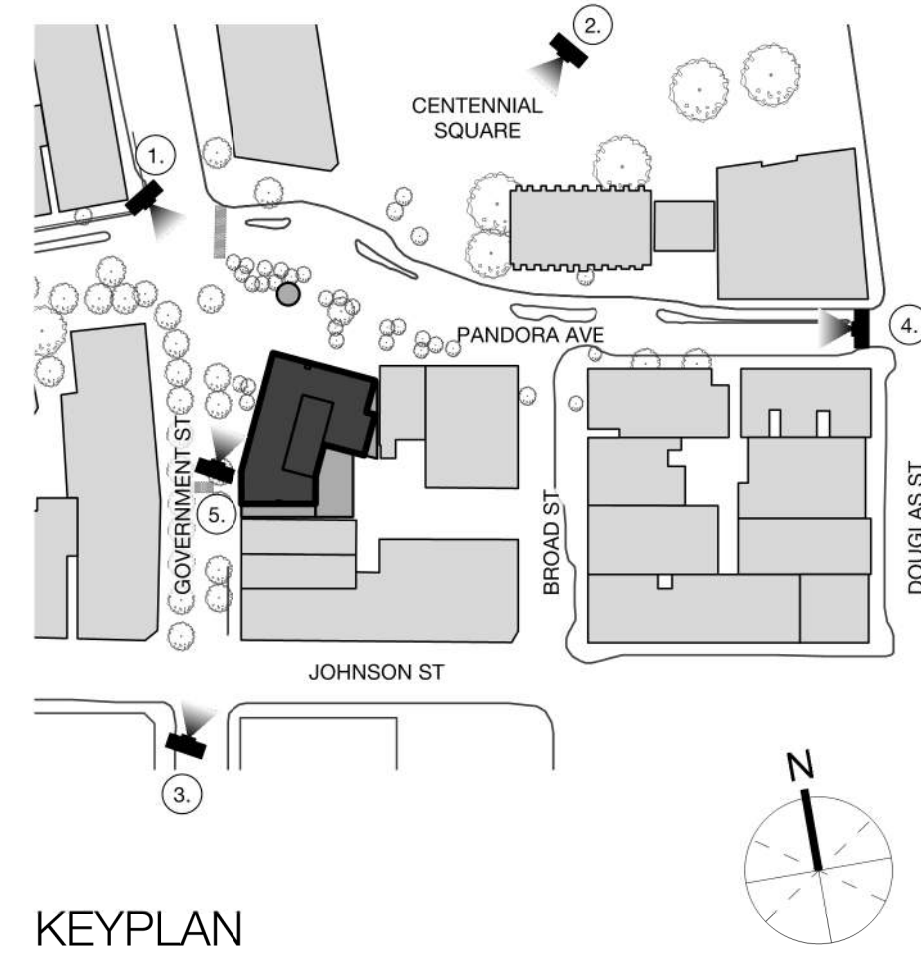 2.
CENTENNIAL
SQUARE
1.
4.
PANDORA AVE
GOVERNMENT ST
5.
BROAD ST
DOUGLAS ST
JOHNSON ST
3.
N
KEYPLAN